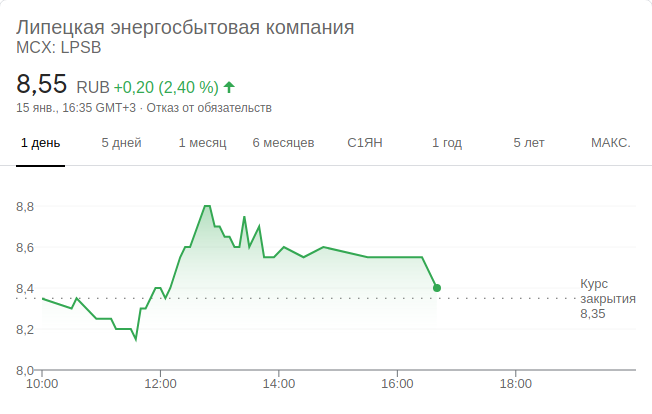 Липецкая энергосбытовая компания
MCX: LPSB
8,55 RUB +0,20 (2,40 %)
15 янв., 16:35 GMT+3 · Отказ от обязательств
1 день 5 дней 1 месяц 6 месяцев С1ЯН 1 год 5 лет МАКС.
8,8
8,6
8,4
8,2
8,0
Курс
закрытия
8,35
10:00 12:00 14:00 16:00 18:00